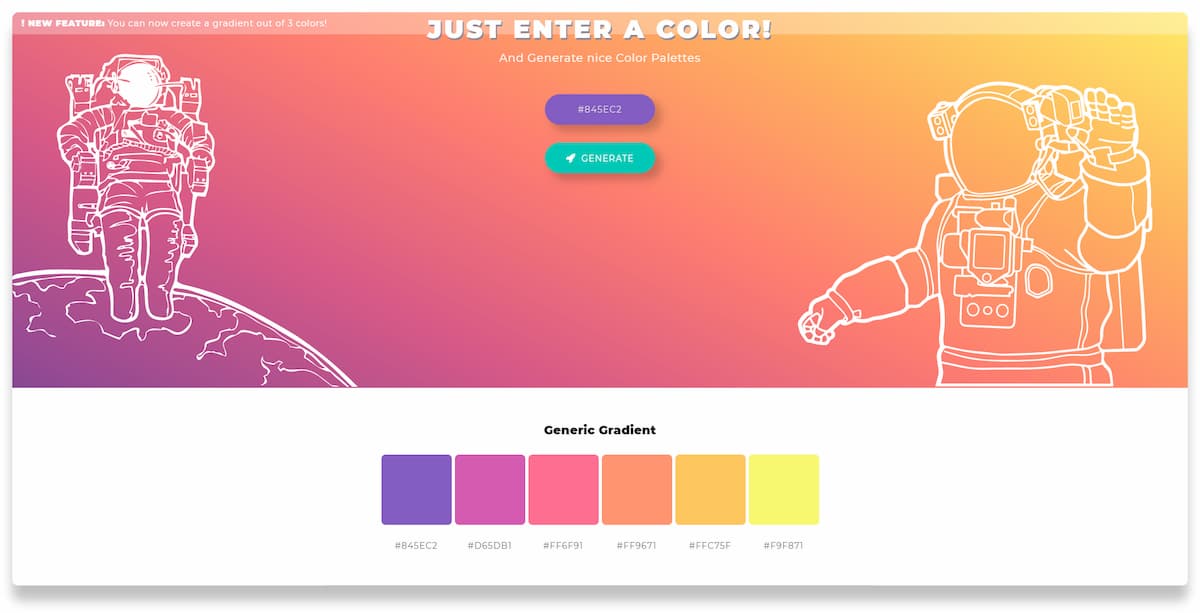 ! NEW FEATURE: You can now create a gradient out of 3 colors!
JUST ENTER A COLOR!
And Generate nice Color Palettes
#845EC2
GENERATE
Generic Gradient
#845EC2 #D65DB1 #FF6F91 #FF9671 #FFC75F #F9F871